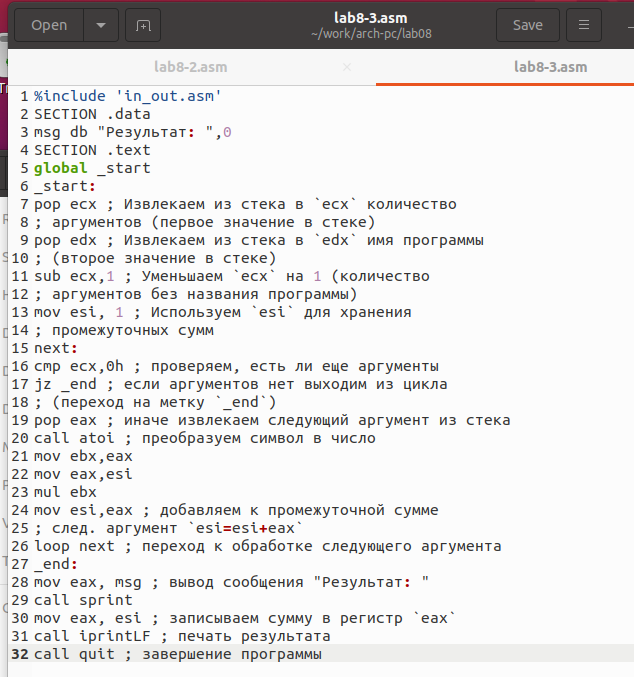 Open
lab8-3.asm
~/work/arch-pc/lab08
Save
lab8-2.asm ×
lab8-3.asm
1 %include 'in_out.asm'
2 SECTION .data
3 msg db "Результат: ",0
4 SECTION .text
5 global _start
6 _start:
7 pop ecx ; Извлекаем из стека в `ecx` количество
8 ; аргументов (первое значение в стеке)
9 pop edx ; Извлекаем из стека в `edx` имя программы
10 ; (второе значение в стеке)
11 sub ecx,1 ; Уменьшаем `ecx` на 1 (количество
12 ; аргументов без названия программы)
13 mov esi, 1 ; Используем `esi` для хранения
14 ; промежуточных сумм
15 next:
16 cmp ecx,0h ; проверяем, есть ли еще аргументы
17 jz _end ; если аргументов нет выходим из цикла
18 ; (переход на метку `_end`)
19 pop eax ; иначе извлекаем следующий аргумент из стека
20 call atoi ; преобразуем символ в число
21 mov ebx,eax
22 mov eax,esi
23 mul ebx
24 mov esi,eax ; добавляем к промежуточной сумме
25 ; след. аргумент `esi=esi+eax`
26 loop next ; переход к обработке следующего аргумента
27 _end:
28 mov eax, msg ; вывод сообщения "Результат: "
29 call sprint
30 mov eax, esi ; записываем сумму в регистр `eax`
31 call iprintLF ; печать результата
32 call quit ; завершение программы